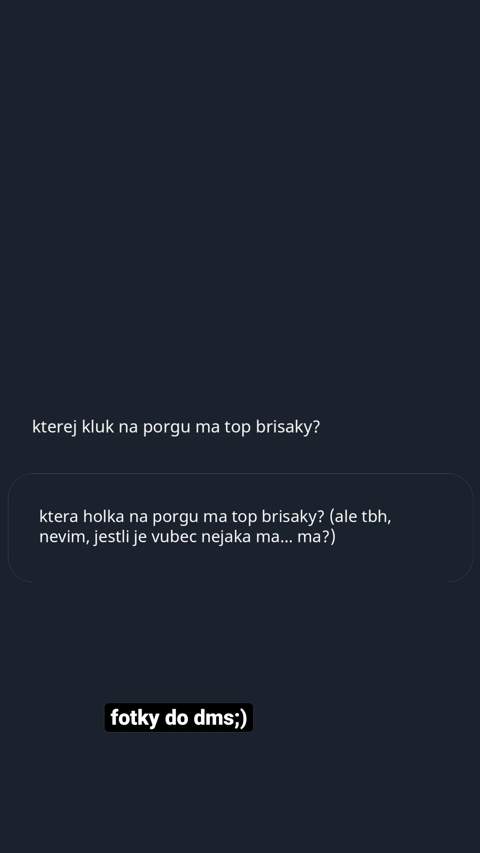 kterej kluk na porgu ma top brisaky?
ktera holka na porgu ma top brisaky? (ale tbh,
nevim, jestli je vubec nejaka ma... ma?)
fotky do dms;)